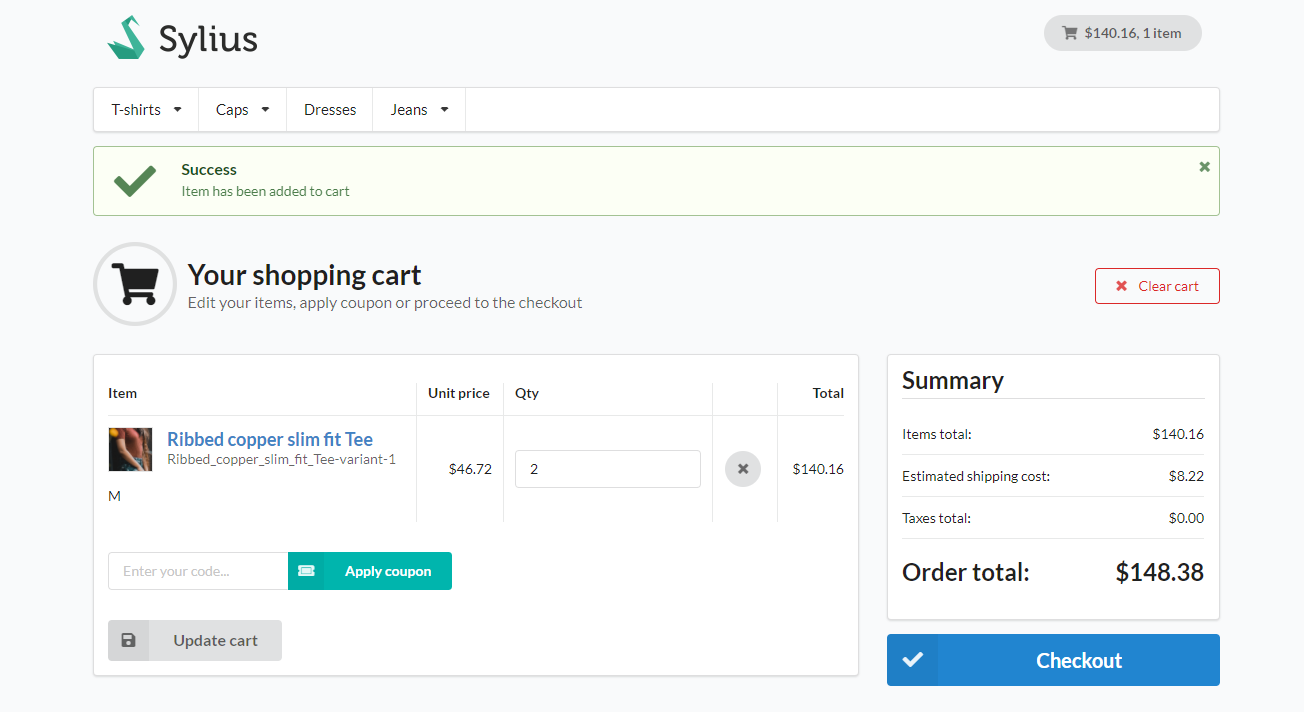 Sylius
$140.16, 1 item
T-shirts Caps Dresses Jeans
Success
Item has been added to cart
Your shopping cart
Edit your items, apply coupon or proceed to the checkout
Clear cart
Item Unit price Qty Total
Ribbed copper slim fit Tee
Ribbed_copper_slim_fit_Tee-variant-1
$46.72 2 $140.16
M
Enter your code... Apply coupon
Update cart
Summary
Items total: $140.16
Estimated shipping cost: $8.22
Taxes total: $0.00
Order total: $148.38
Checkout